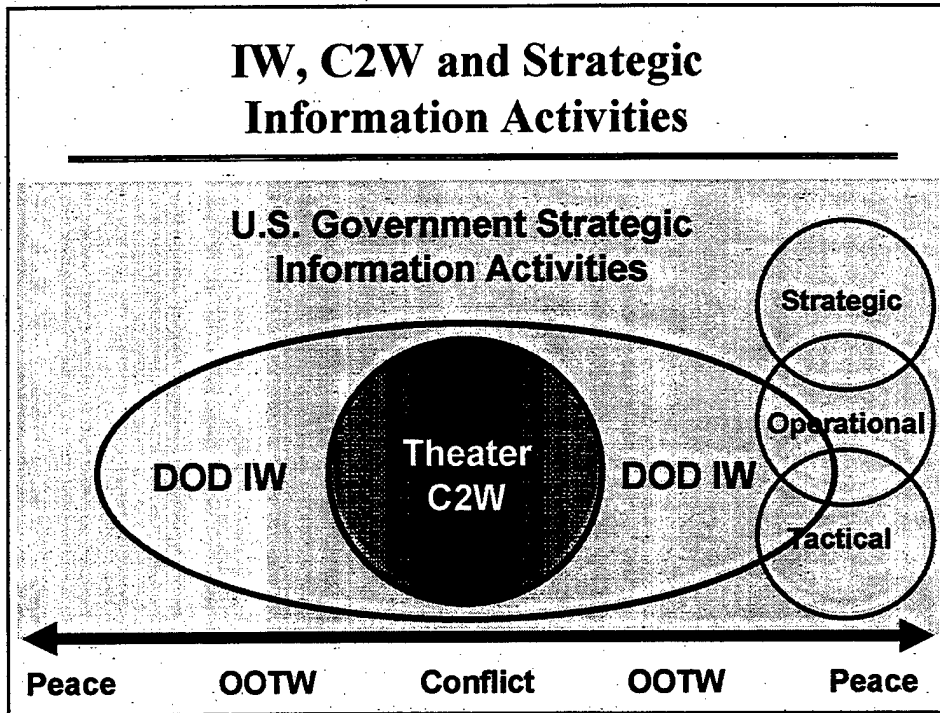 IW, C2W and Strategic
Information Activities
U.S. Government Strategic
Information Activities
Strategic
Operational
Tactical
DOD IW
Theater
C2W
DOD IW
Peace OOTW Conflict OOTW Peace